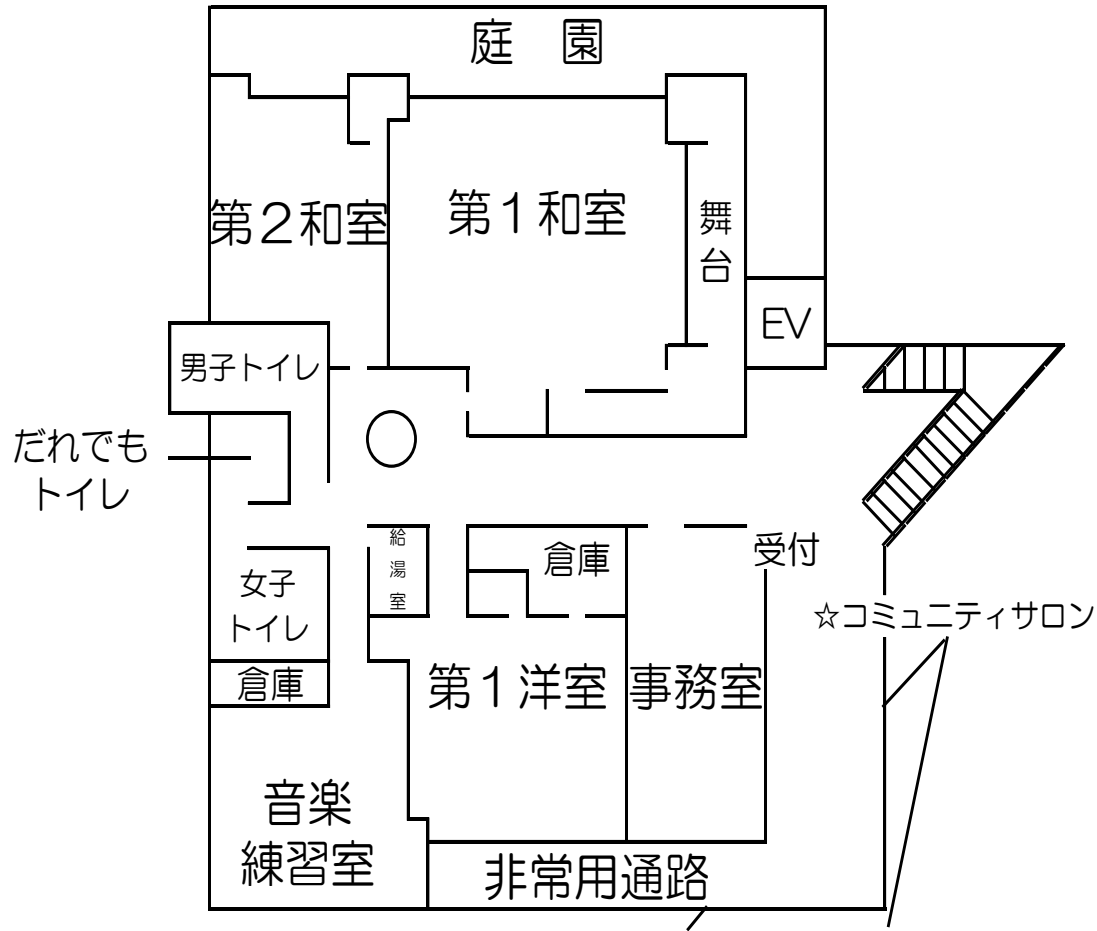 庭　園
第２和室
第１和室
舞
台
EV
男子トイレ
だれでも
トイレ
給
湯
室
倉庫
受付
女子
トイレ
☆コミュニティサロン
倉庫
第１洋室
事務室
音楽
練習室
非常用通路